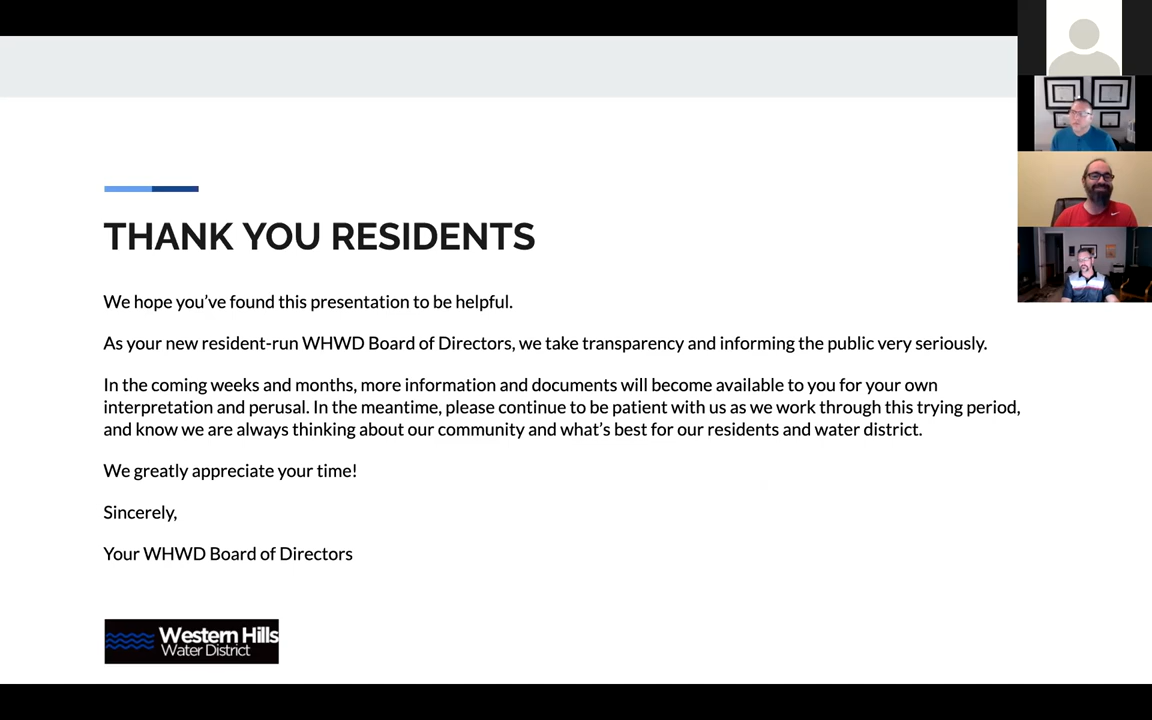 THANK YOU RESIDENTS
We hope you’ve found this presentation to be helpful.
As your new resident-run WHWD Board of Directors, we take transparency and informing the public very seriously.
In the coming weeks and months, more information and documents will become available to you for your own
interpretation and perusal. In the meantime, please continue to be patient with us as we work through this trying period,
and know we are always thinking about our community and what’s best for our residents and water district.
We greatly appreciate your time!
Sincerely,
Your WHWD Board of Directors
Western Hills
Water District